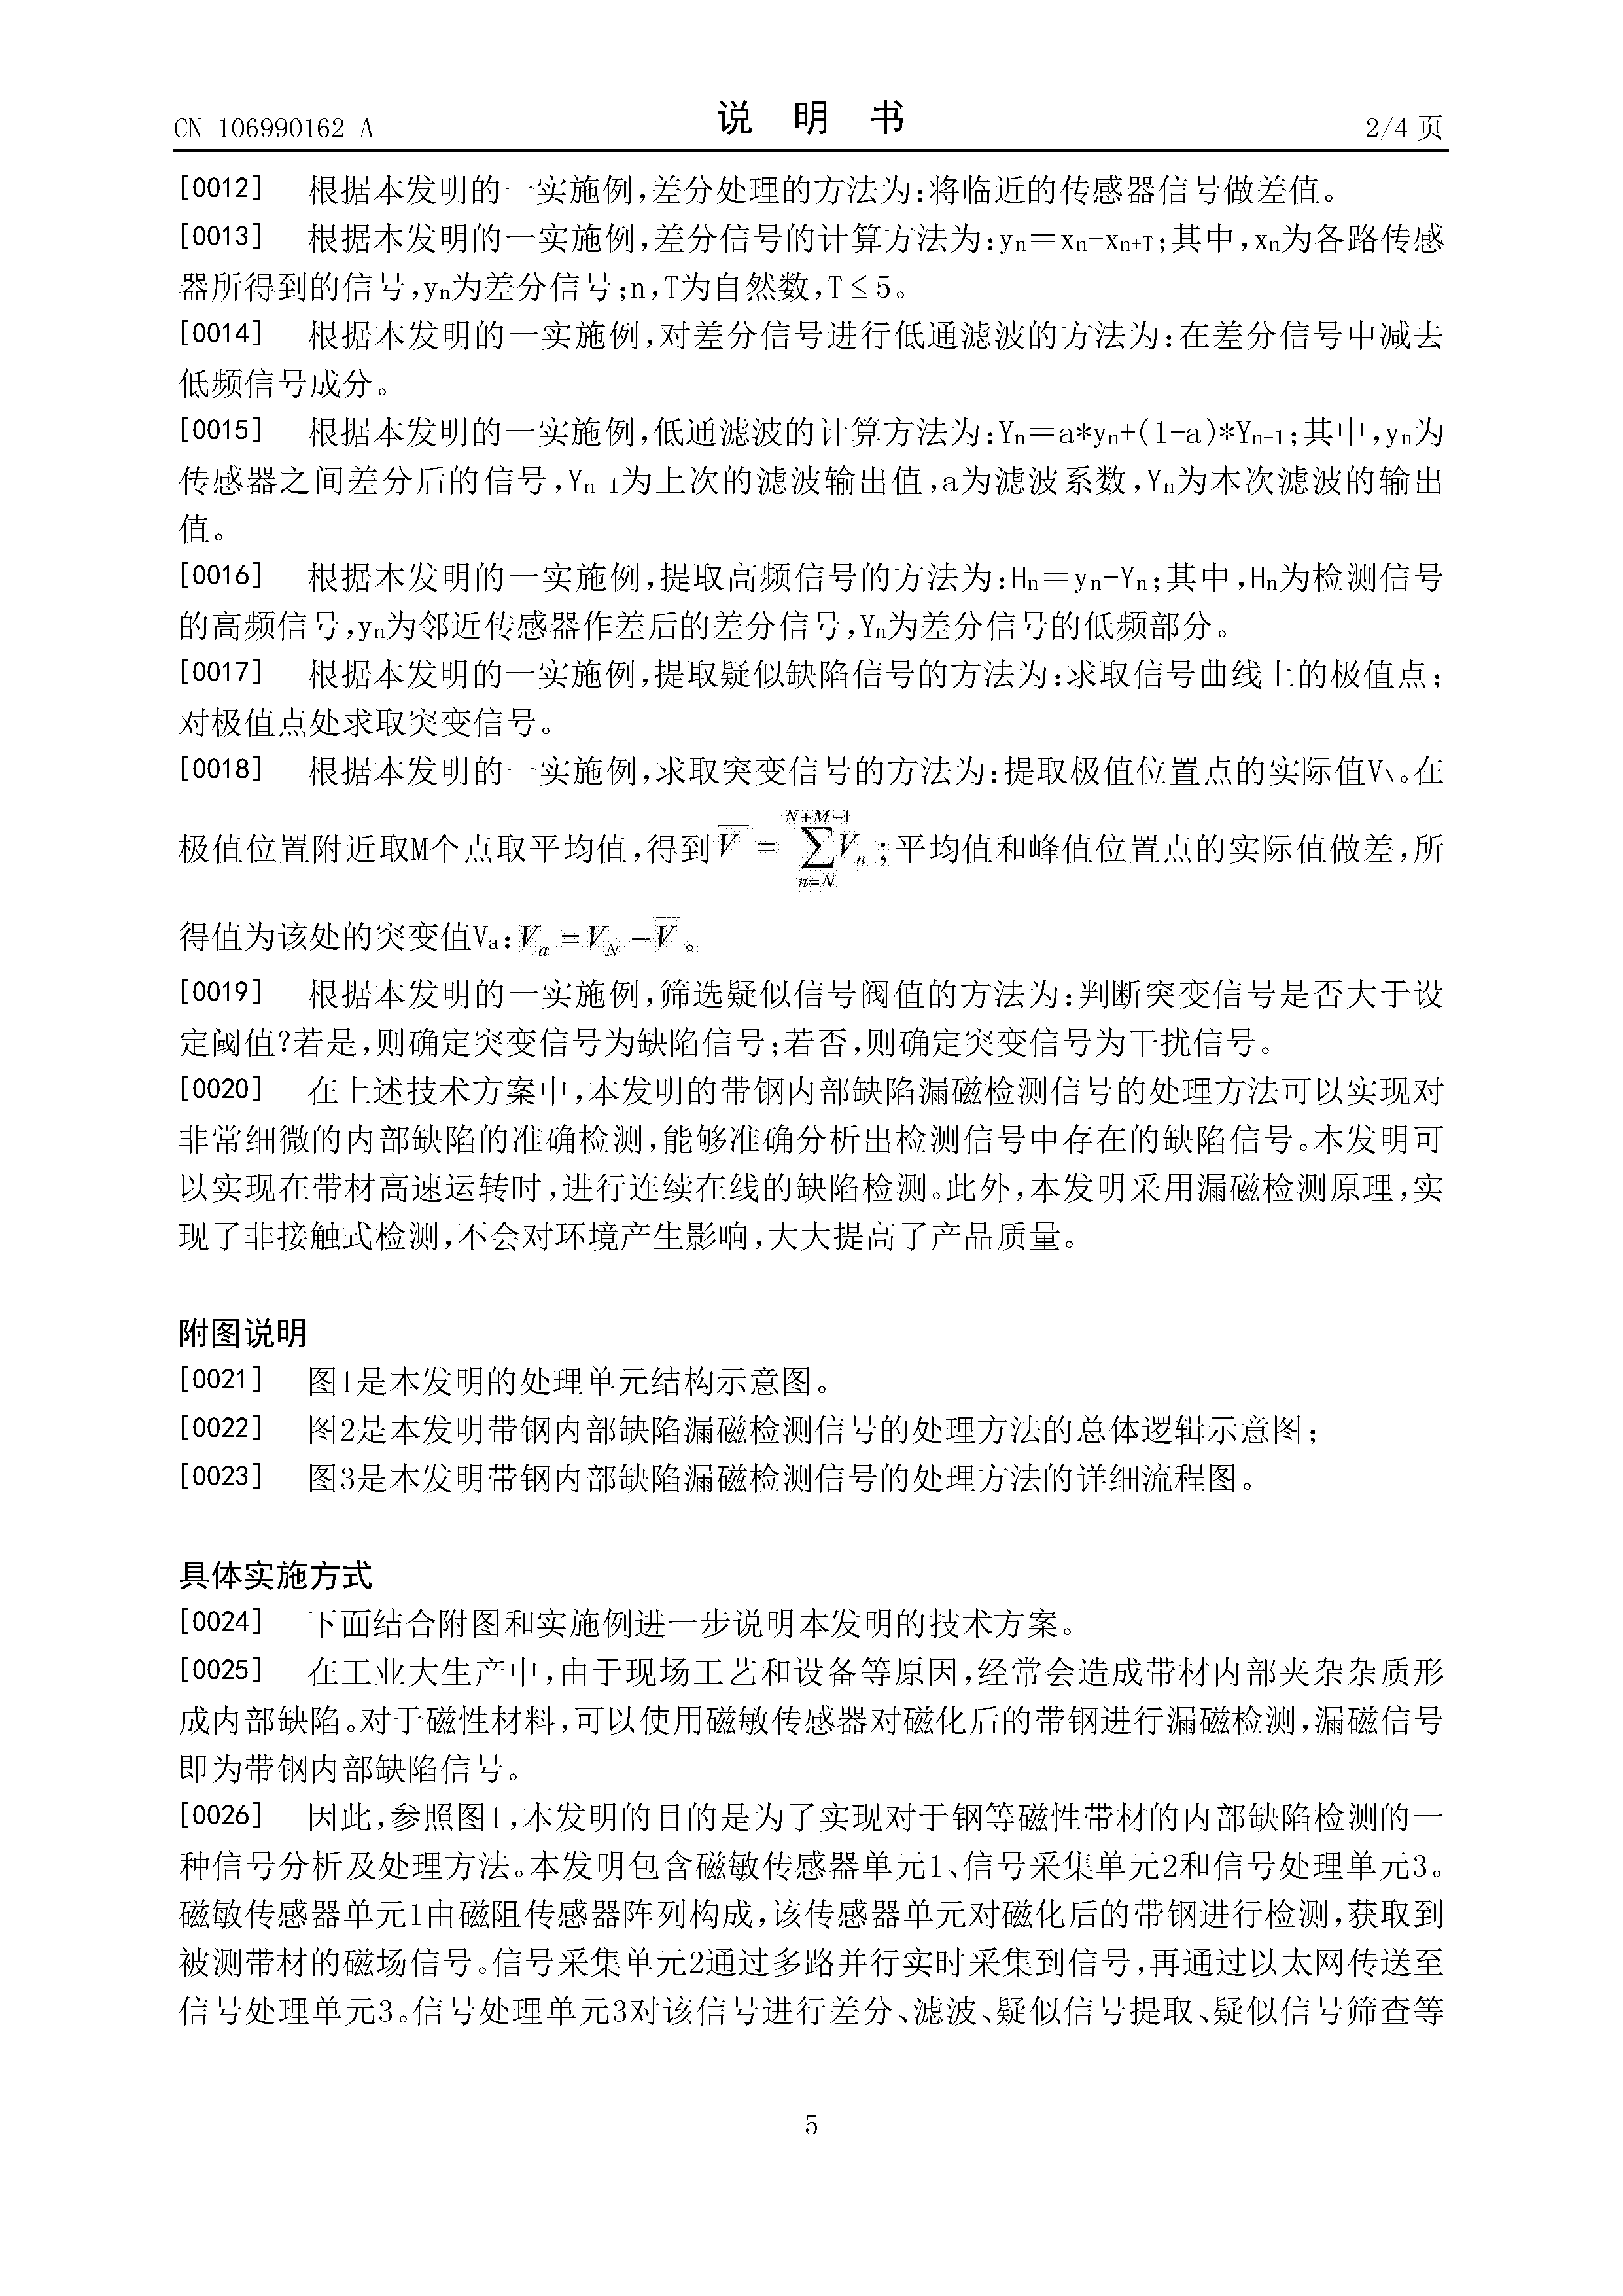 CN 106990162 A
说 明 书
2/4 页
[0012] 根据本发明的一实施例,差分处理的方法为:将临近的传感器信号做差值。
[0013] 根据本发明的一实施例,差分信号的计算方法为:yn＝xn-xn+T;其中,xn为各路传感
器所得到的信号,yn为差分信号;n,T为自然数,T≤5。
[0014] 根据本发明的一实施例,对差分信号进行低通滤波的方法为:在差分信号中减去
低频信号成分。
[0015] 根据本发明的一实施例,低通滤波的计算方法为:Yn＝a*yn+(1-a)*Yn-1;其中,yn为
传感器之间差分后的信号,Yn-1为上次的滤波输出值,a为滤波系数,Yn为本次滤波的输出
值。
[0016] 根据本发明的一实施例,提取高频信号的方法为:Hn＝yn-Yn;其中,Hn为检测信号
的高频信号,yn为邻近传感器作差后的差分信号,Yn为差分信号的低频部分。
[0017] 根据本发明的一实施例,提取疑似缺陷信号的方法为:求取信号曲线上的极值点;
对极值点处求取突变信号。
[0018] 根据本发明的一实施例,求取突变信号的方法为:提取极值位置点的实际值VN。在
极值位置附近取M个点取平均值,得到V̅ = ∑_{n=N}^{N+M-1} V_n;平均值和峰值位置点的实际值做差,所
得值为该处的突变值Va:V_a = V_N - V̅。
[0019] 根据本发明的一实施例,筛选疑似信号阀值的方法为:判断突变信号是否大于设
定阈值?若是,则确定突变信号为缺陷信号;若否,则确定突变信号为干扰信号。
[0020] 在上述技术方案中,本发明的带钢内部缺陷漏磁检测信号的处理方法可以实现对
非常细微的内部缺陷的准确检测,能够准确分析出检测信号中存在的缺陷信号。本发明可
以实现在带材高速运转时,进行连续在线的缺陷检测。此外,本发明采用漏磁检测原理,实
现了非接触式检测,不会对环境产生影响,大大提高了产品质量。
附图说明
[0021] 图1是本发明的处理单元结构示意图。
[0022] 图2是本发明带钢内部缺陷漏磁检测信号的处理方法的总体逻辑示意图;
[0023] 图3是本发明带钢内部缺陷漏磁检测信号的处理方法的详细流程图。
具体实施方式
[0024] 下面结合附图和实施例进一步说明本发明的技术方案。
[0025] 在工业大生产中,由于现场工艺和设备等原因,经常会造成带材内部夹杂杂质形
成内部缺陷。对于磁性材料,可以使用磁敏传感器对磁化后的带钢进行漏磁检测,漏磁信号
即为带钢内部缺陷信号。
[0026] 因此,参照图1,本发明的目的是为了实现对于钢等磁性带材的内部缺陷检测的一
种信号分析及处理方法。本发明包含磁敏传感器单元1、信号采集单元2和信号处理单元3。
磁敏传感器单元1由磁阻传感器阵列构成,该传感器单元对磁化后的带钢进行检测,获取到
被测带材的磁场信号。信号采集单元2通过多路并行实时采集到信号,再通过以太网传送至
信号处理单元3。信号处理单元3对该信号进行差分、滤波、疑似信号提取、疑似信号筛查等
5